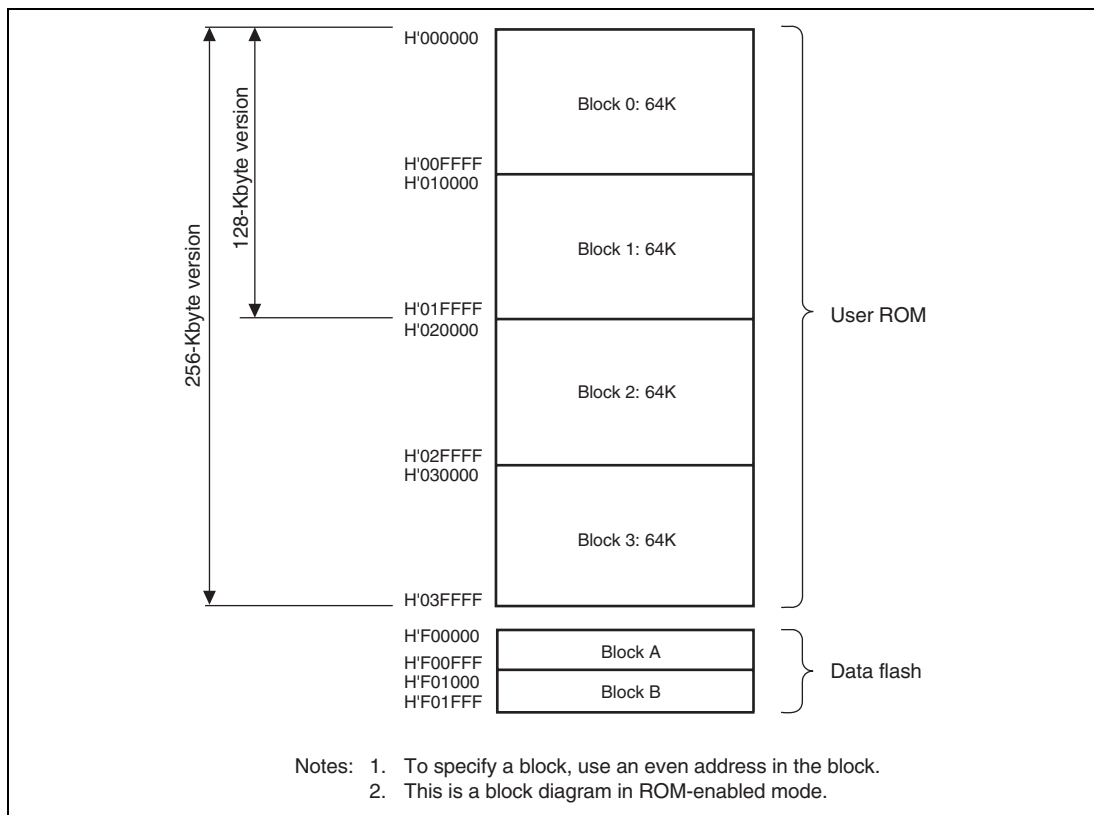 256-Kbyte version
128-Kbyte version
H'000000
Block 0: 64K
H'00FFFF
H'010000
Block 1: 64K
H'01FFFF
H'020000
User ROM
Block 2: 64K
H'02FFFF
H'030000
Block 3: 64K
H'03FFFF
H'F00000
Block A
H'F00FFF
H'F01000
Data flash
Block B
H'F01FFF
Notes: 1. To specify a block, use an even address in the block.
2. This is a block diagram in ROM-enabled mode.